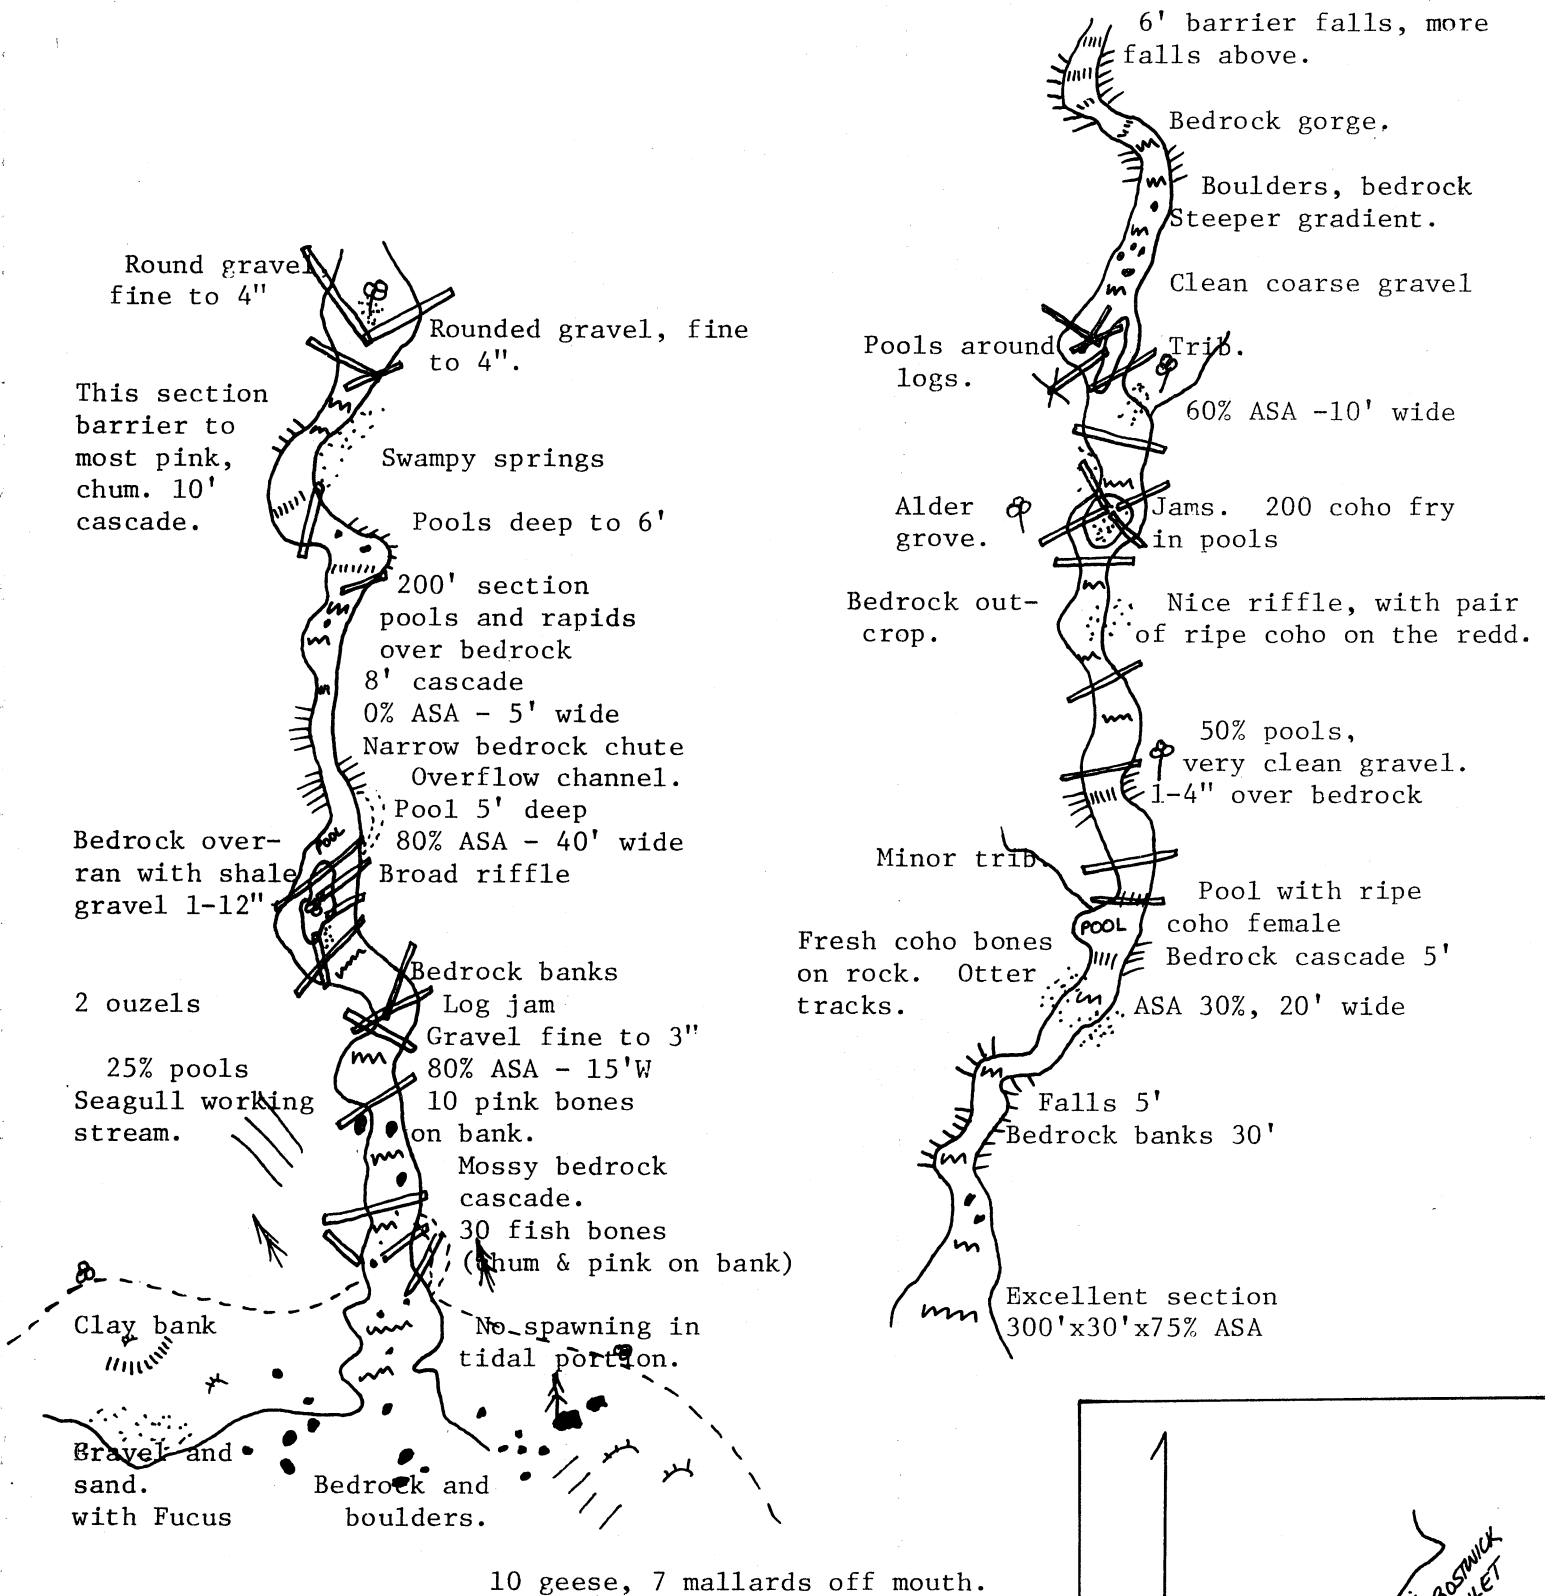 Round gravel,
fine to 4"
Rounded gravel, fine
to 4".
This section
barrier to
most pink,
chum. 10'
cascade.
Swampy springs
Pools deep to 6'
200' section
pools and rapids
over bedrock
8' cascade
0% ASA - 5' wide
Narrow bedrock chute
Overflow channel.
Pool 5' deep
80% ASA - 40' wide
Broad riffle
POOL
Bedrock over-
ran with shale
gravel 1-12"
Bedrock banks
Log jam
Gravel fine to 3"
80% ASA - 15'W
10 pink bones
on bank.
2 ouzels
25% pools
Seagull working
stream.
Mossy bedrock
cascade.
30 fish bones
(chum & pink on bank)
Clay bank
No spawning in
tidal portion.
Gravel and
sand.
with Fucus
Bedrock and
boulders.
10 geese, 7 mallards off mouth.
6' barrier falls, more
falls above.
Bedrock gorge.
Boulders, bedrock
Steeper gradient.
Clean coarse gravel
Pools around
logs.
Trib.
60% ASA -10' wide
Alder
grove.
Jams. 200 coho fry
in pools
Bedrock out-
crop.
Nice riffle, with pair
of ripe coho on the redd.
50% pools,
very clean gravel.
1-4" over bedrock
Minor trib.
Pool with ripe
coho female
POOL
Bedrock cascade 5'
Fresh coho bones
on rock. Otter
tracks.
ASA 30%, 20' wide
Falls 5'
Bedrock banks 30'
Excellent section
300'x30'x75% ASA
BOSTWICK